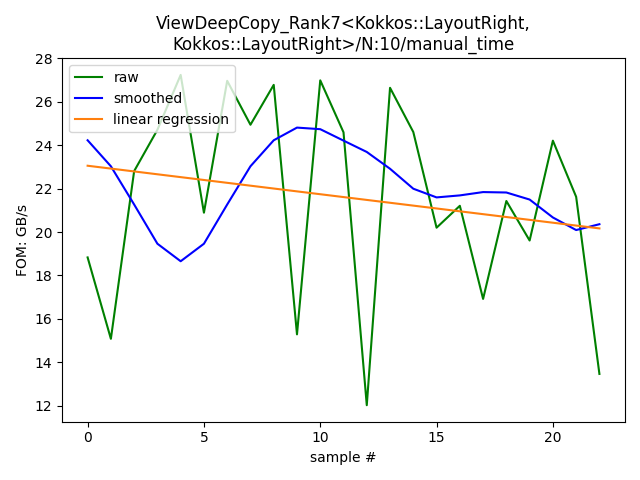 ViewDeepCopy_Rank7<Kokkos::LayoutRight,
Kokkos::LayoutRight>/N:10/manual_time
raw
smoothed
linear regression
FOM: GB/s
28
26
24
22
20
18
16
14
12
0
5
10
15
20
sample #